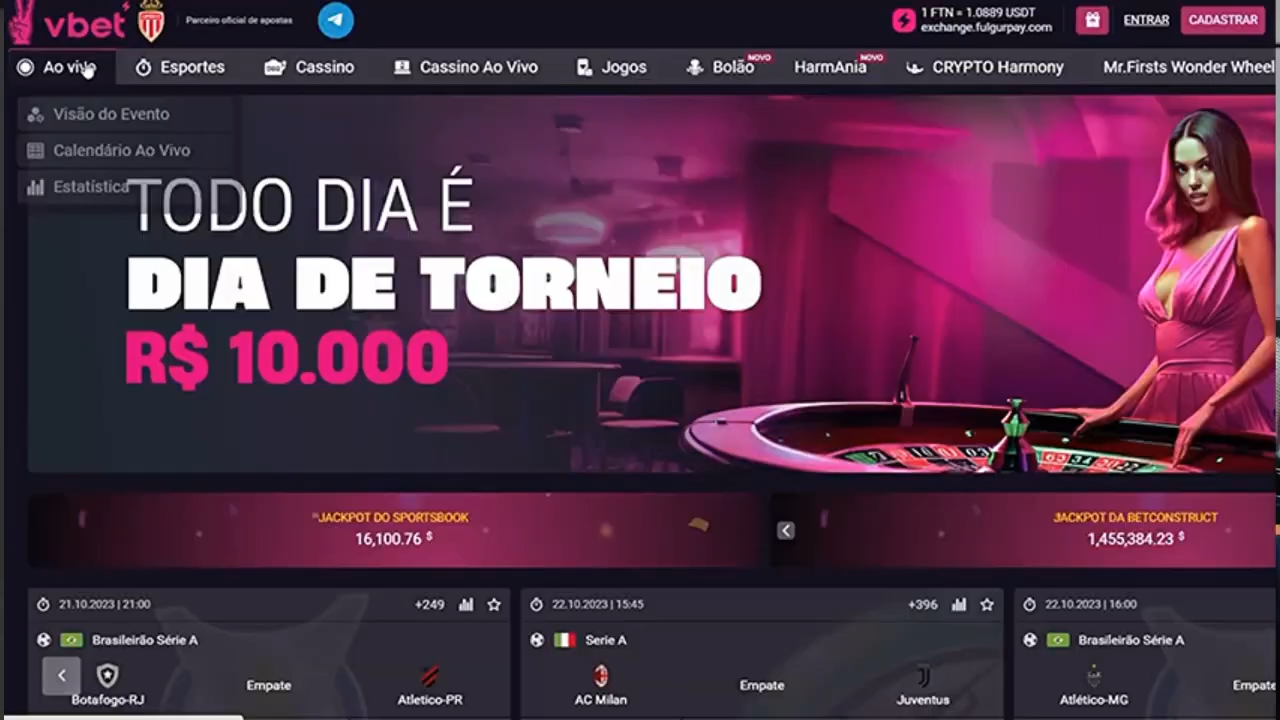 vbet
Parceiro oficial de apostas
1 FTN = 1.0889 USDT
exchange.fulgurpay.com
ENTRAR
CADASTRAR
Ao vivo
Esportes
Cassino
Cassino Ao Vivo
Jogos
Bolão
NOVO
HarmAnia
NOVO
CRYPTO Harmony
Mr.Firsts Wonder Wheel
Visão do Evento
Calendário Ao Vivo
Estatística
TODO DIA É
DIA DE TORNEIO
R$ 10.000
JACKPOT DO SPORTSBOOK
16,100.76 $
JACKPOT DA BETCONSTRUCT
1,455,384.23 $
21.10.2023 | 21:00
+249
22.10.2023 | 15:45
+396
22.10.2023 | 16:00
Brasileirão Série A
Serie A
Brasileirão Série A
Botafogo-RJ
Empate
Atletico-PR
AC Milan
Empate
Juventus
Atlético-MG
Empate